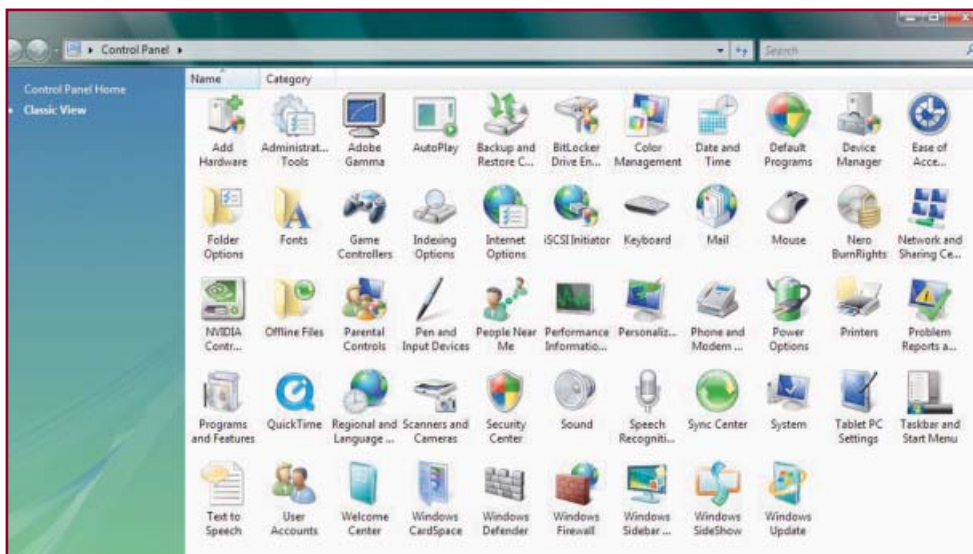 Control Panel
Search
Control Panel Home
Classic View
Name Category
Add Hardware
Administrat... Tools
Adobe Gamma
AutoPlay
Backup and Restore C...
BitLocker Drive En...
Color Management
Date and Time
Default Programs
Device Manager
Ease of Acce...
Folder Options
Fonts
Game Controllers
Indexing Options
Internet Options
iSCSI Initiator
Keyboard
Mail
Mouse
Nero BurnRights
Network and Sharing Ce...
NVIDIA Contr...
Offline Files
Parental Controls
Pen and Input Devices
People Near Me
Performance Informatio...
Personaliz...
Phone and Modem ...
Power Options
Printers
Problem Reports a...
Programs and Features
QuickTime
Regional and Language ...
Scanners and Cameras
Security Center
Sound
Speech Recogniti...
Sync Center
System
Tablet PC Settings
Taskbar and Start Menu
Text to Speech
User Accounts
Welcome Center
Windows CardSpace
Windows Defender
Windows Firewall
Windows Sidebar ...
Windows SideShow
Windows Update